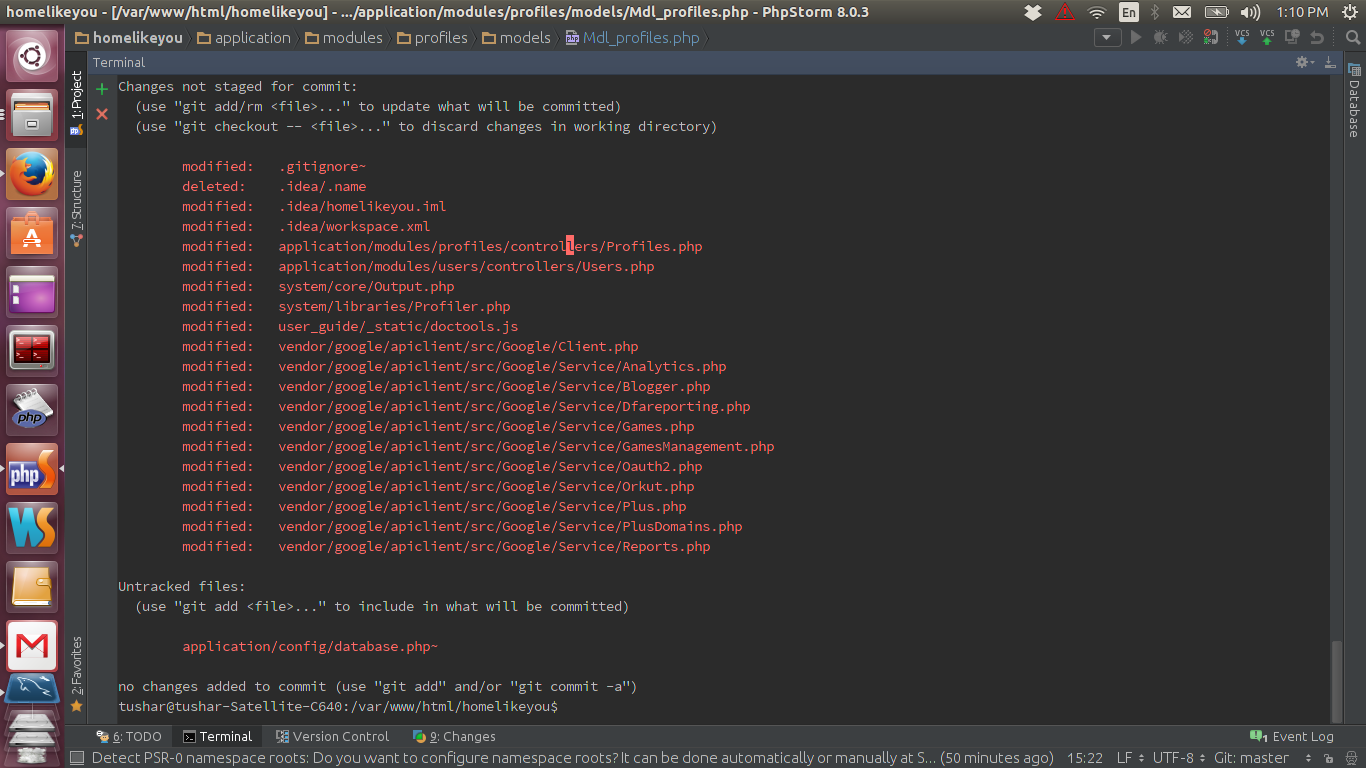 homelikeyou - [/var/www/html/homelikeyou] - .../application/modules/profiles/models/Mdl_profiles.php - PhpStorm 8.0.3
En
1:10 PM
homelikeyou
application
modules
profiles
models
Mdl_profiles.php
VCS
VCS
Terminal
1: Project
7: Structure
2: Favorites
Database
Changes not staged for commit:
(use "git add/rm <file>..." to update what will be committed)
(use "git checkout -- <file>..." to discard changes in working directory)
modified: .gitignore~
deleted: .idea/.name
modified: .idea/homelikeyou.iml
modified: .idea/workspace.xml
modified: application/modules/profiles/controllers/Profiles.php
modified: application/modules/users/controllers/Users.php
modified: system/core/Output.php
modified: system/libraries/Profiler.php
modified: user_guide/_static/doctools.js
modified: vendor/google/apiclient/src/Google/Client.php
modified: vendor/google/apiclient/src/Google/Service/Analytics.php
modified: vendor/google/apiclient/src/Google/Service/Blogger.php
modified: vendor/google/apiclient/src/Google/Service/Dfareporting.php
modified: vendor/google/apiclient/src/Google/Service/Games.php
modified: vendor/google/apiclient/src/Google/Service/GamesManagement.php
modified: vendor/google/apiclient/src/Google/Service/Oauth2.php
modified: vendor/google/apiclient/src/Google/Service/Orkut.php
modified: vendor/google/apiclient/src/Google/Service/Plus.php
modified: vendor/google/apiclient/src/Google/Service/PlusDomains.php
modified: vendor/google/apiclient/src/Google/Service/Reports.php
Untracked files:
(use "git add <file>..." to include in what will be committed)
application/config/database.php~
no changes added to commit (use "git add" and/or "git commit -a")
tushar@tushar-Satellite-C640:/var/www/html/homelikeyou$
php
phpS
WS
6: TODO
Terminal
Version Control
9: Changes
1 Event Log
Detect PSR-0 namespace roots: Do you want to configure namespace roots? It can be done automatically or manually at S... (50 minutes ago)
15:22
LF
UTF-8
Git: master